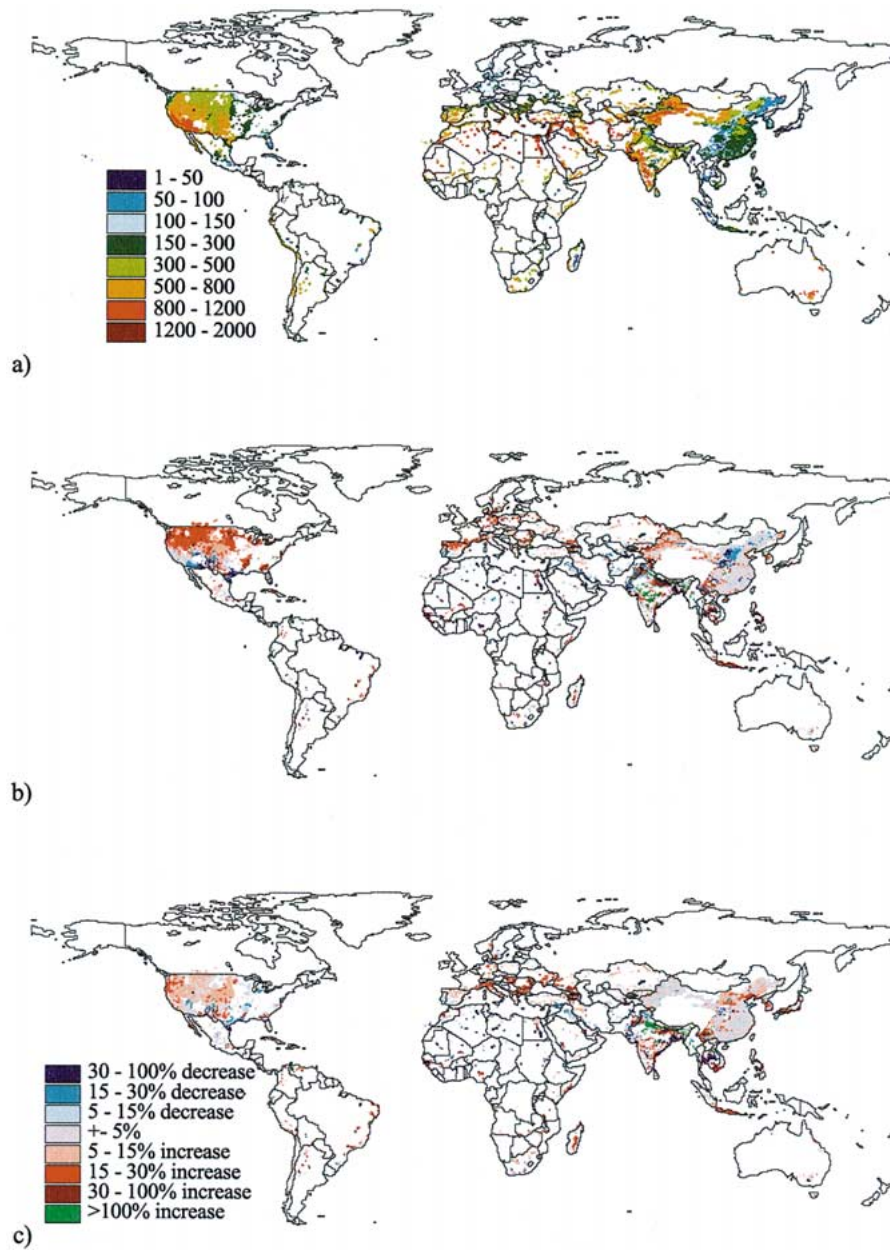 1 - 50
50 - 100
100 - 150
150 - 300
300 - 500
500 - 800
800 - 1200
1200 - 2000
a)
b)
30 - 100% decrease
15 - 30% decrease
5 - 15% decrease
+- 5%
5 - 15% increase
15 - 30% increase
30 - 100% increase
>100% increase
c)